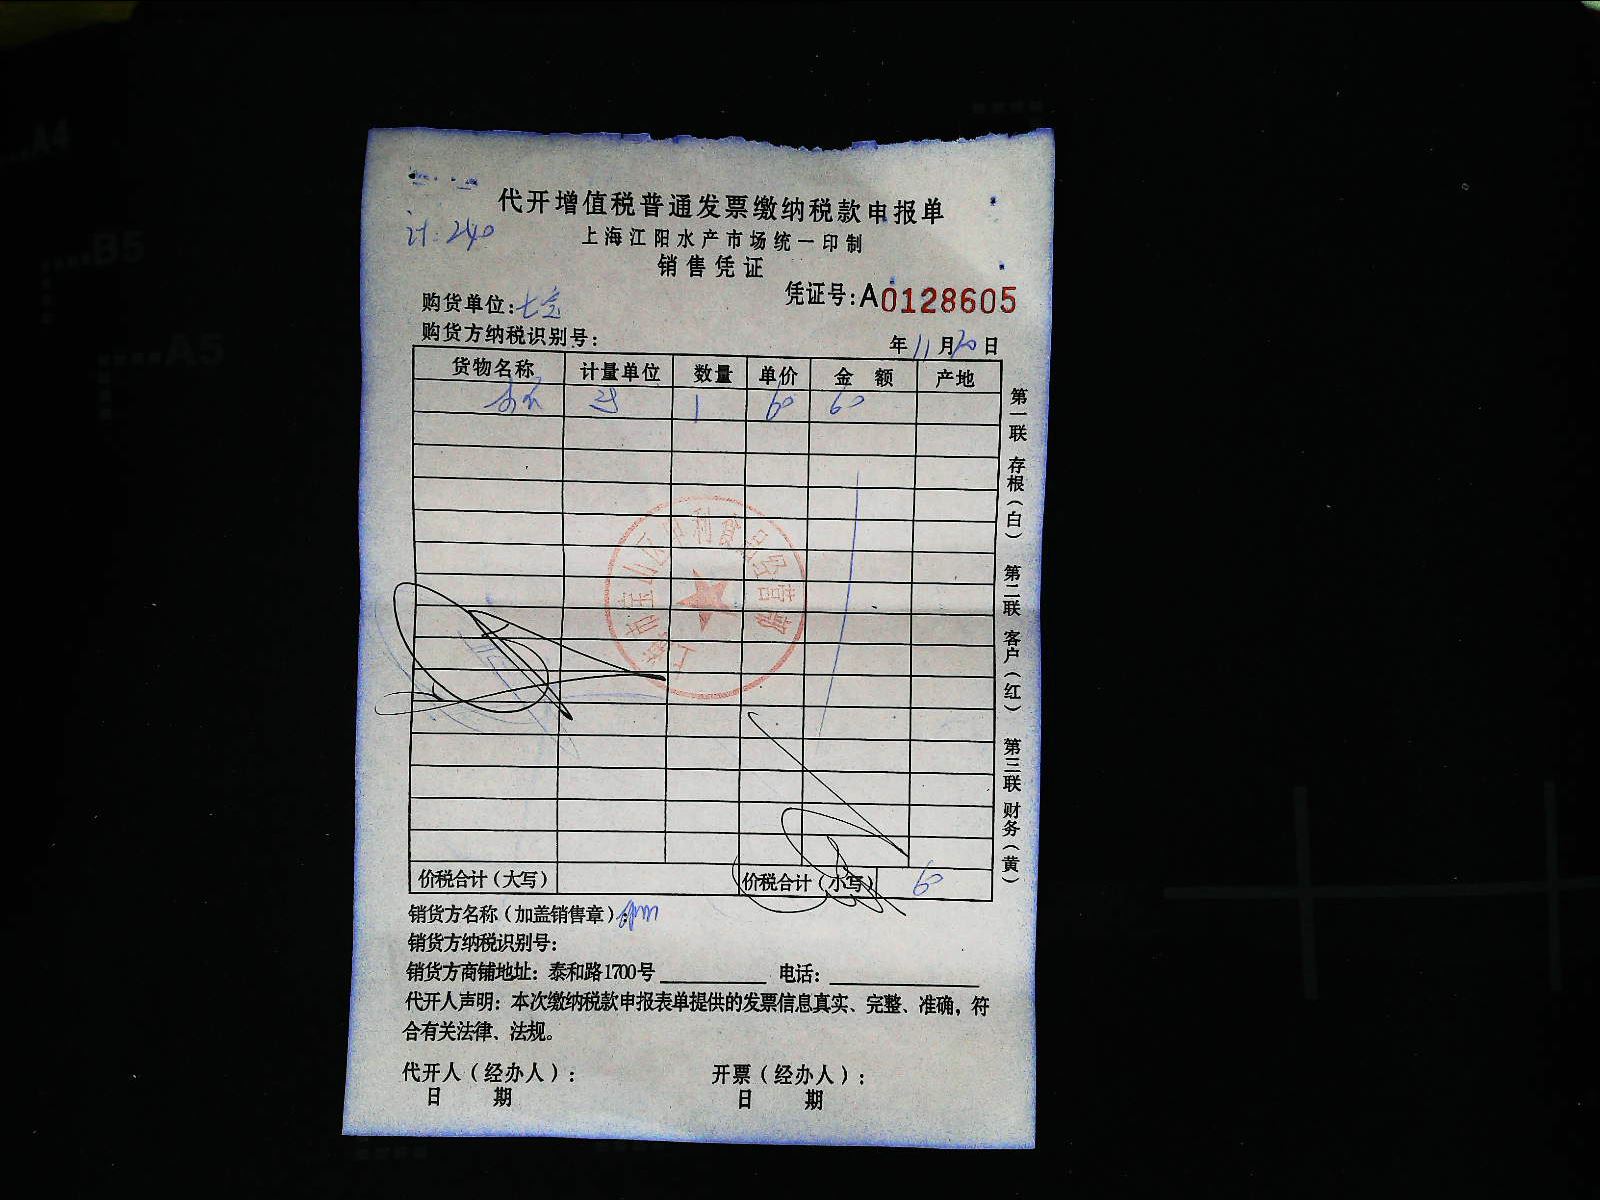 代开增值税普通发票缴纳税款申报单
计:240
上海江阳水产市场统一印制
销售凭证
凭证号:A0128605
购货单位:七宝
购货方纳税识别号:
年11月20日
货物名称 计量单位 数量 单价 金额 产地
1 60 60
第一联 存根(白) 第二联 客户(红) 第三联 财务(黄)
价税合计(大写) 价税合计(小写) 60
销货方名称(加盖销售章):
销货方纳税识别号:
销货方商铺地址:泰和路1700号 电话:
代开人声明:本次缴纳税款申报表单提供的发票信息真实、完整、准确,符
合有关法律、法规。
代开人(经办人): 开票(经办人):
日 期 日 期